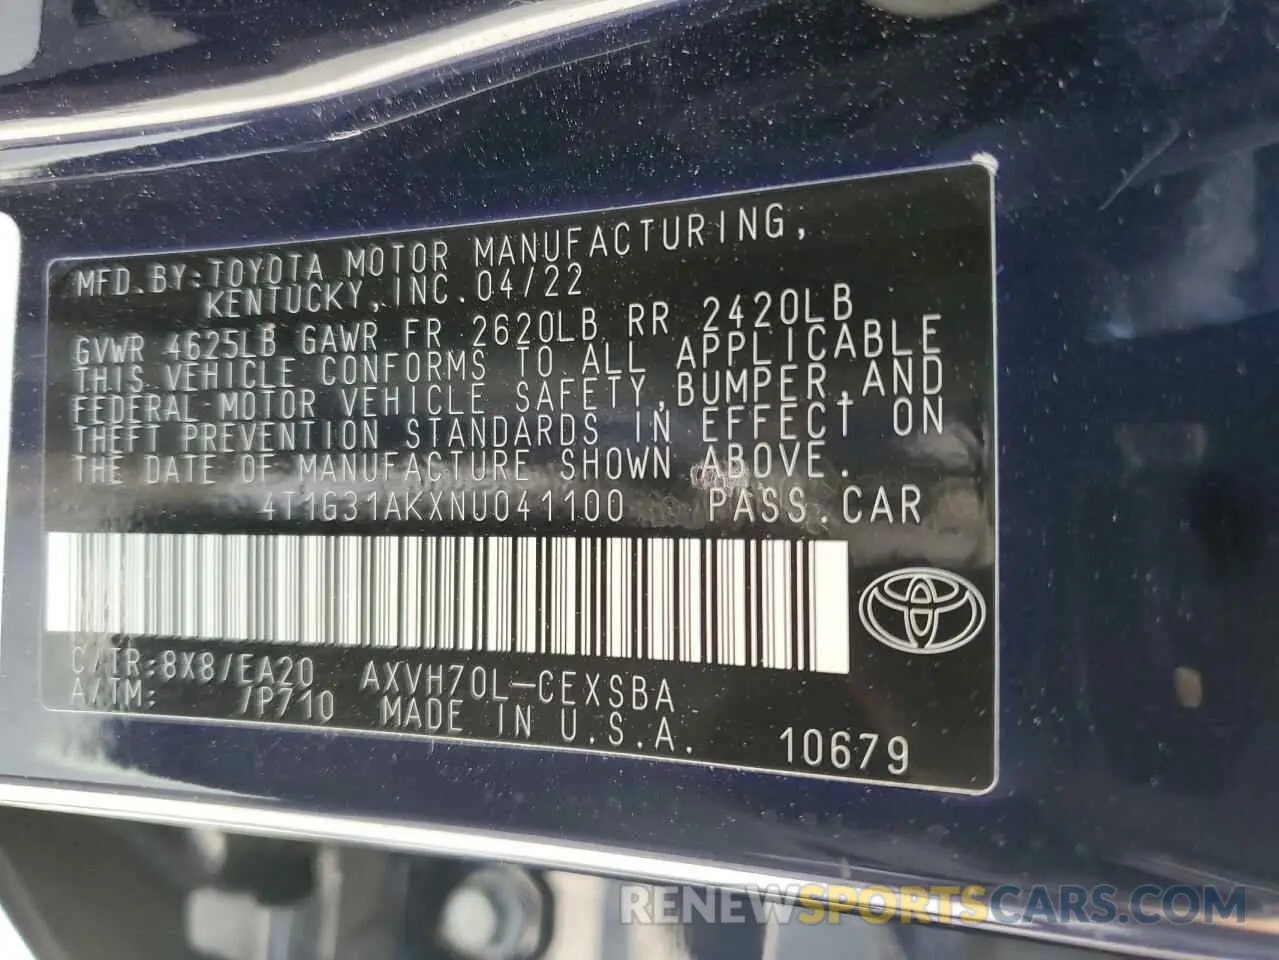 MFD.BY:TOYOTA MOTOR MANUFACTURING,
KENTUCKY,INC.04/22
GVWR 4625LB GAWR FR 2620LB RR 2420LB
THIS VEHICLE CONFORMS TO ALL APPLICABLE
FEDERAL MOTOR VEHICLE SAFETY,BUMPER,AND
THEFT PREVENTION STANDARDS IN EFFECT ON
THE DATE OF MANUFACTURE SHOWN ABOVE.
4T1G31AKXNU041100 PASS.CAR
C/TR:8X8/EA20 AXVH70L-CEXSBA
A/TM: /P710 MADE IN U.S.A. 10679
RENEWSPORTSCARS.COM